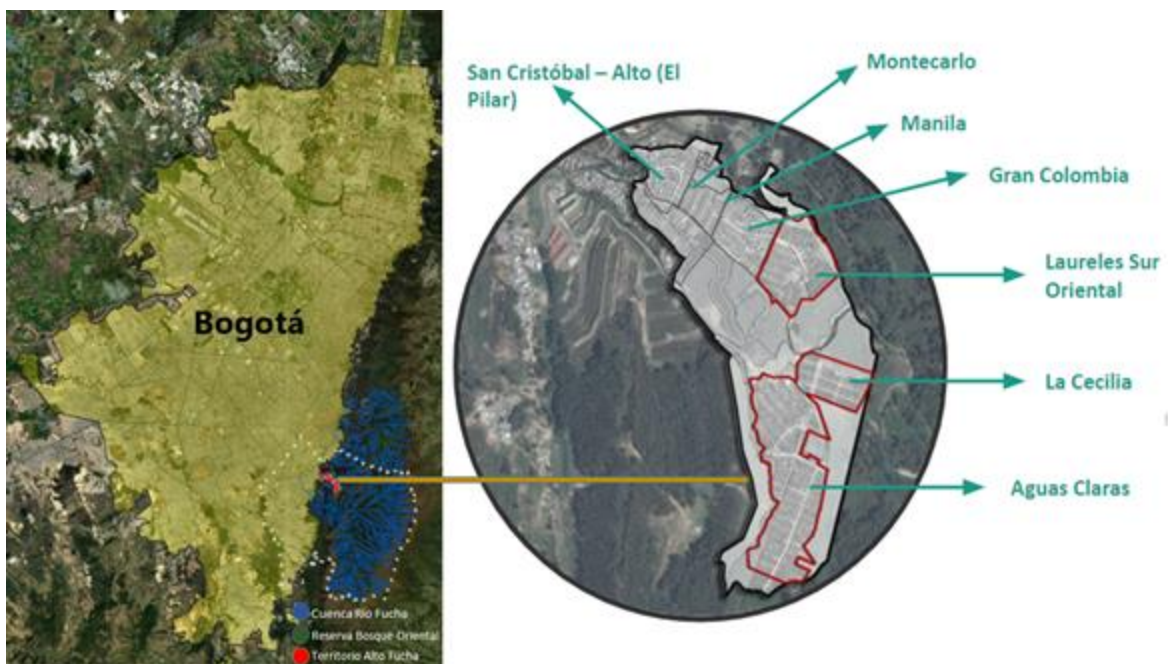 San Cristóbal – Alto (El
Pilar)
Montecarlo
Manila
Gran Colombia
Laureles Sur
Oriental
La Cecilia
Aguas Claras
Bogotá
Cuenca Río Fucha
Reserva Bosque Oriental
Territorio Alto Fucha